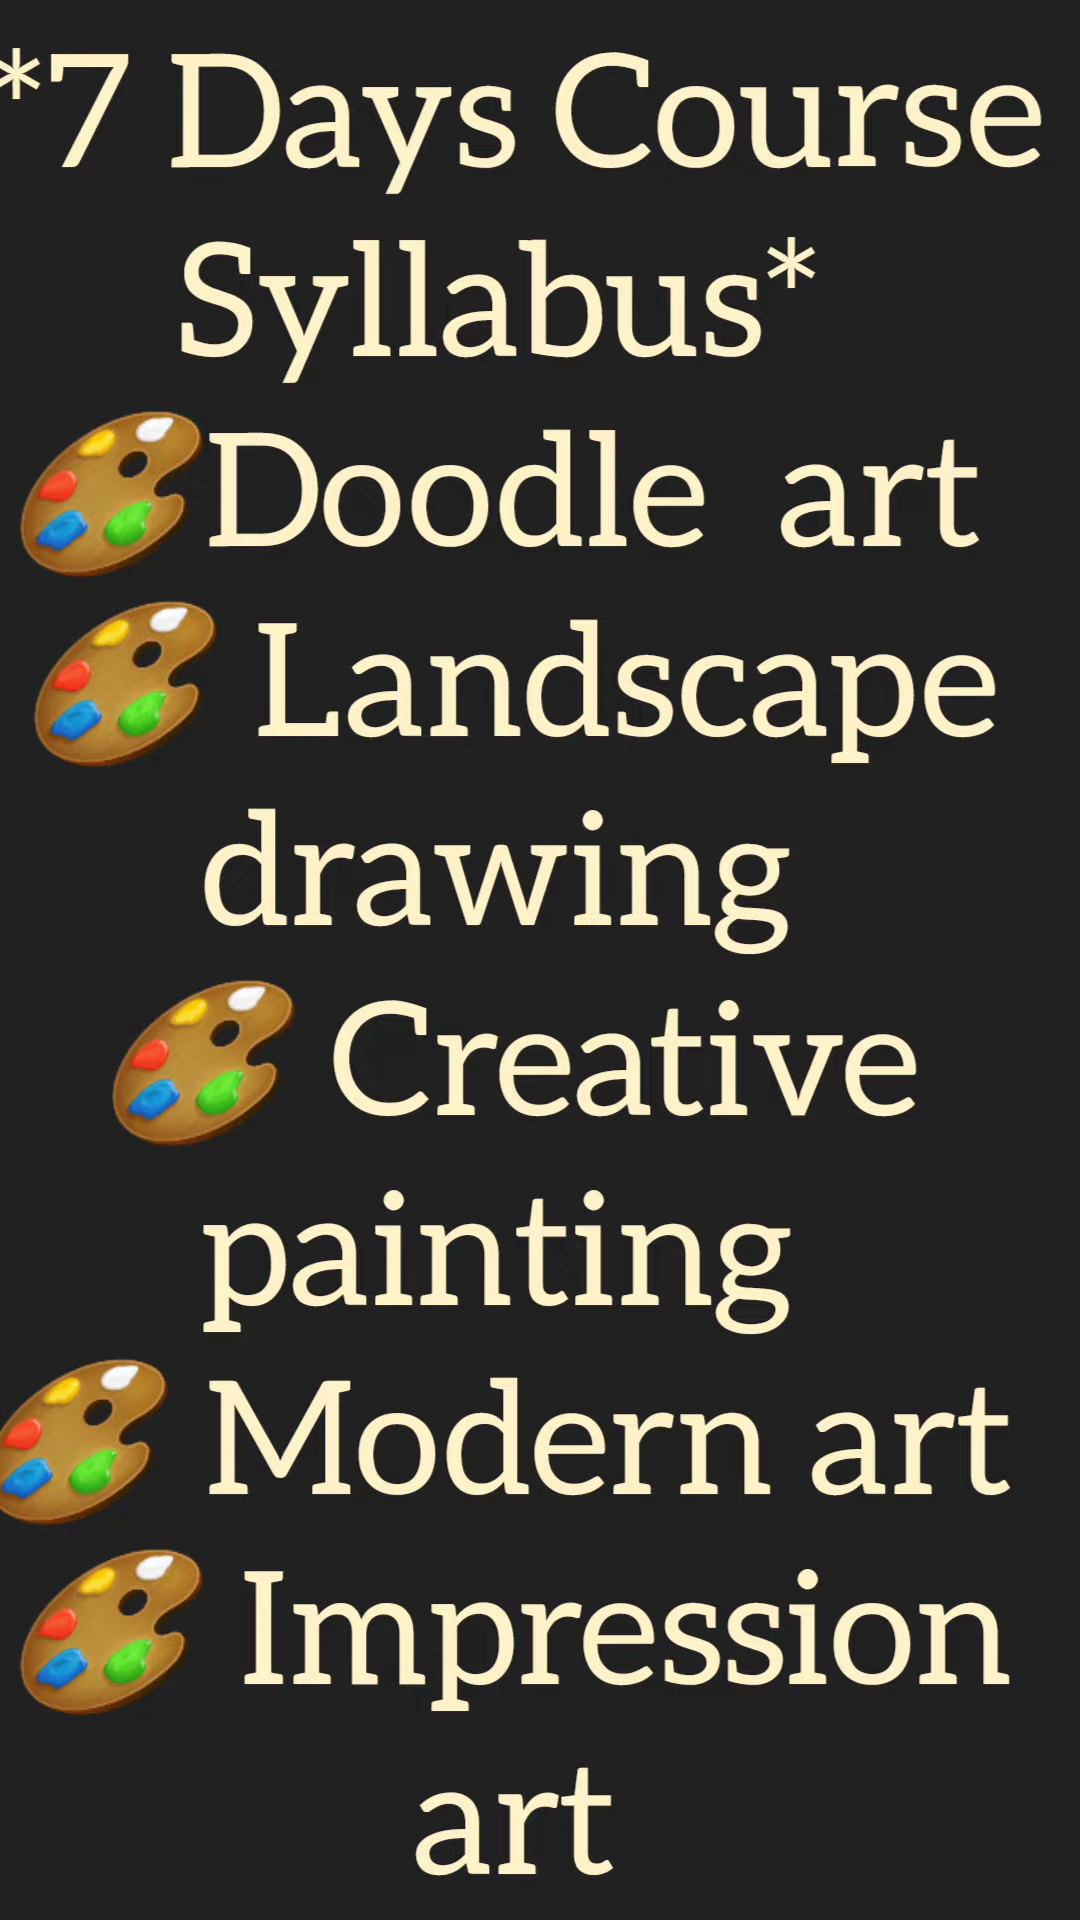 *7 Days Course
Syllabus*
🎨Doodle  art
🎨 Landscape
drawing
🎨 Creative
painting
🎨 Modern art
🎨 Impression
art